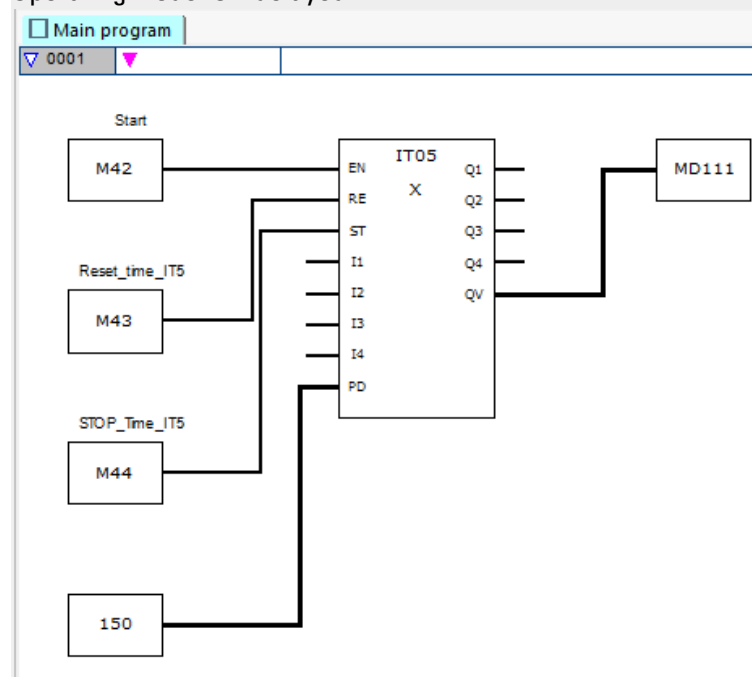 Main program
0001
Start
M42
Reset_time_IT5
M43
STOP_Time_IT5
M44
150
IT05
X
EN
RE
ST
I1
I2
I3
I4
PD
Q1
Q2
Q3
Q4
QV
MD111